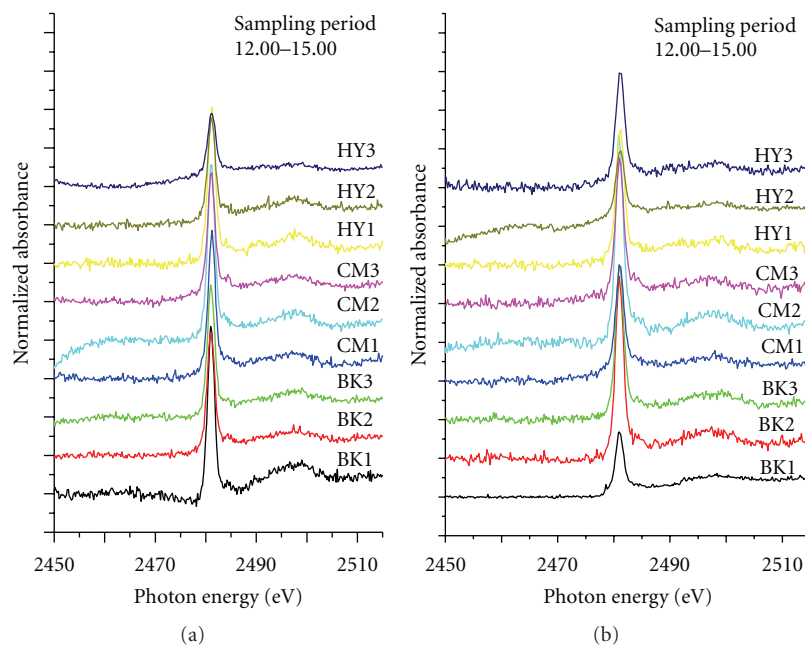 Sampling period
12.00–15.00
HY3
HY2
HY1
CM3
CM2
CM1
BK3
BK2
BK1
Normalized absorbance
2450 2470 2490 2510
Photon energy (eV)
(a)
Sampling period
12.00–15.00
HY3
HY2
HY1
CM3
CM2
CM1
BK3
BK2
BK1
Normalized absorbance
2450 2470 2490 2510
Photon energy (eV)
(b)